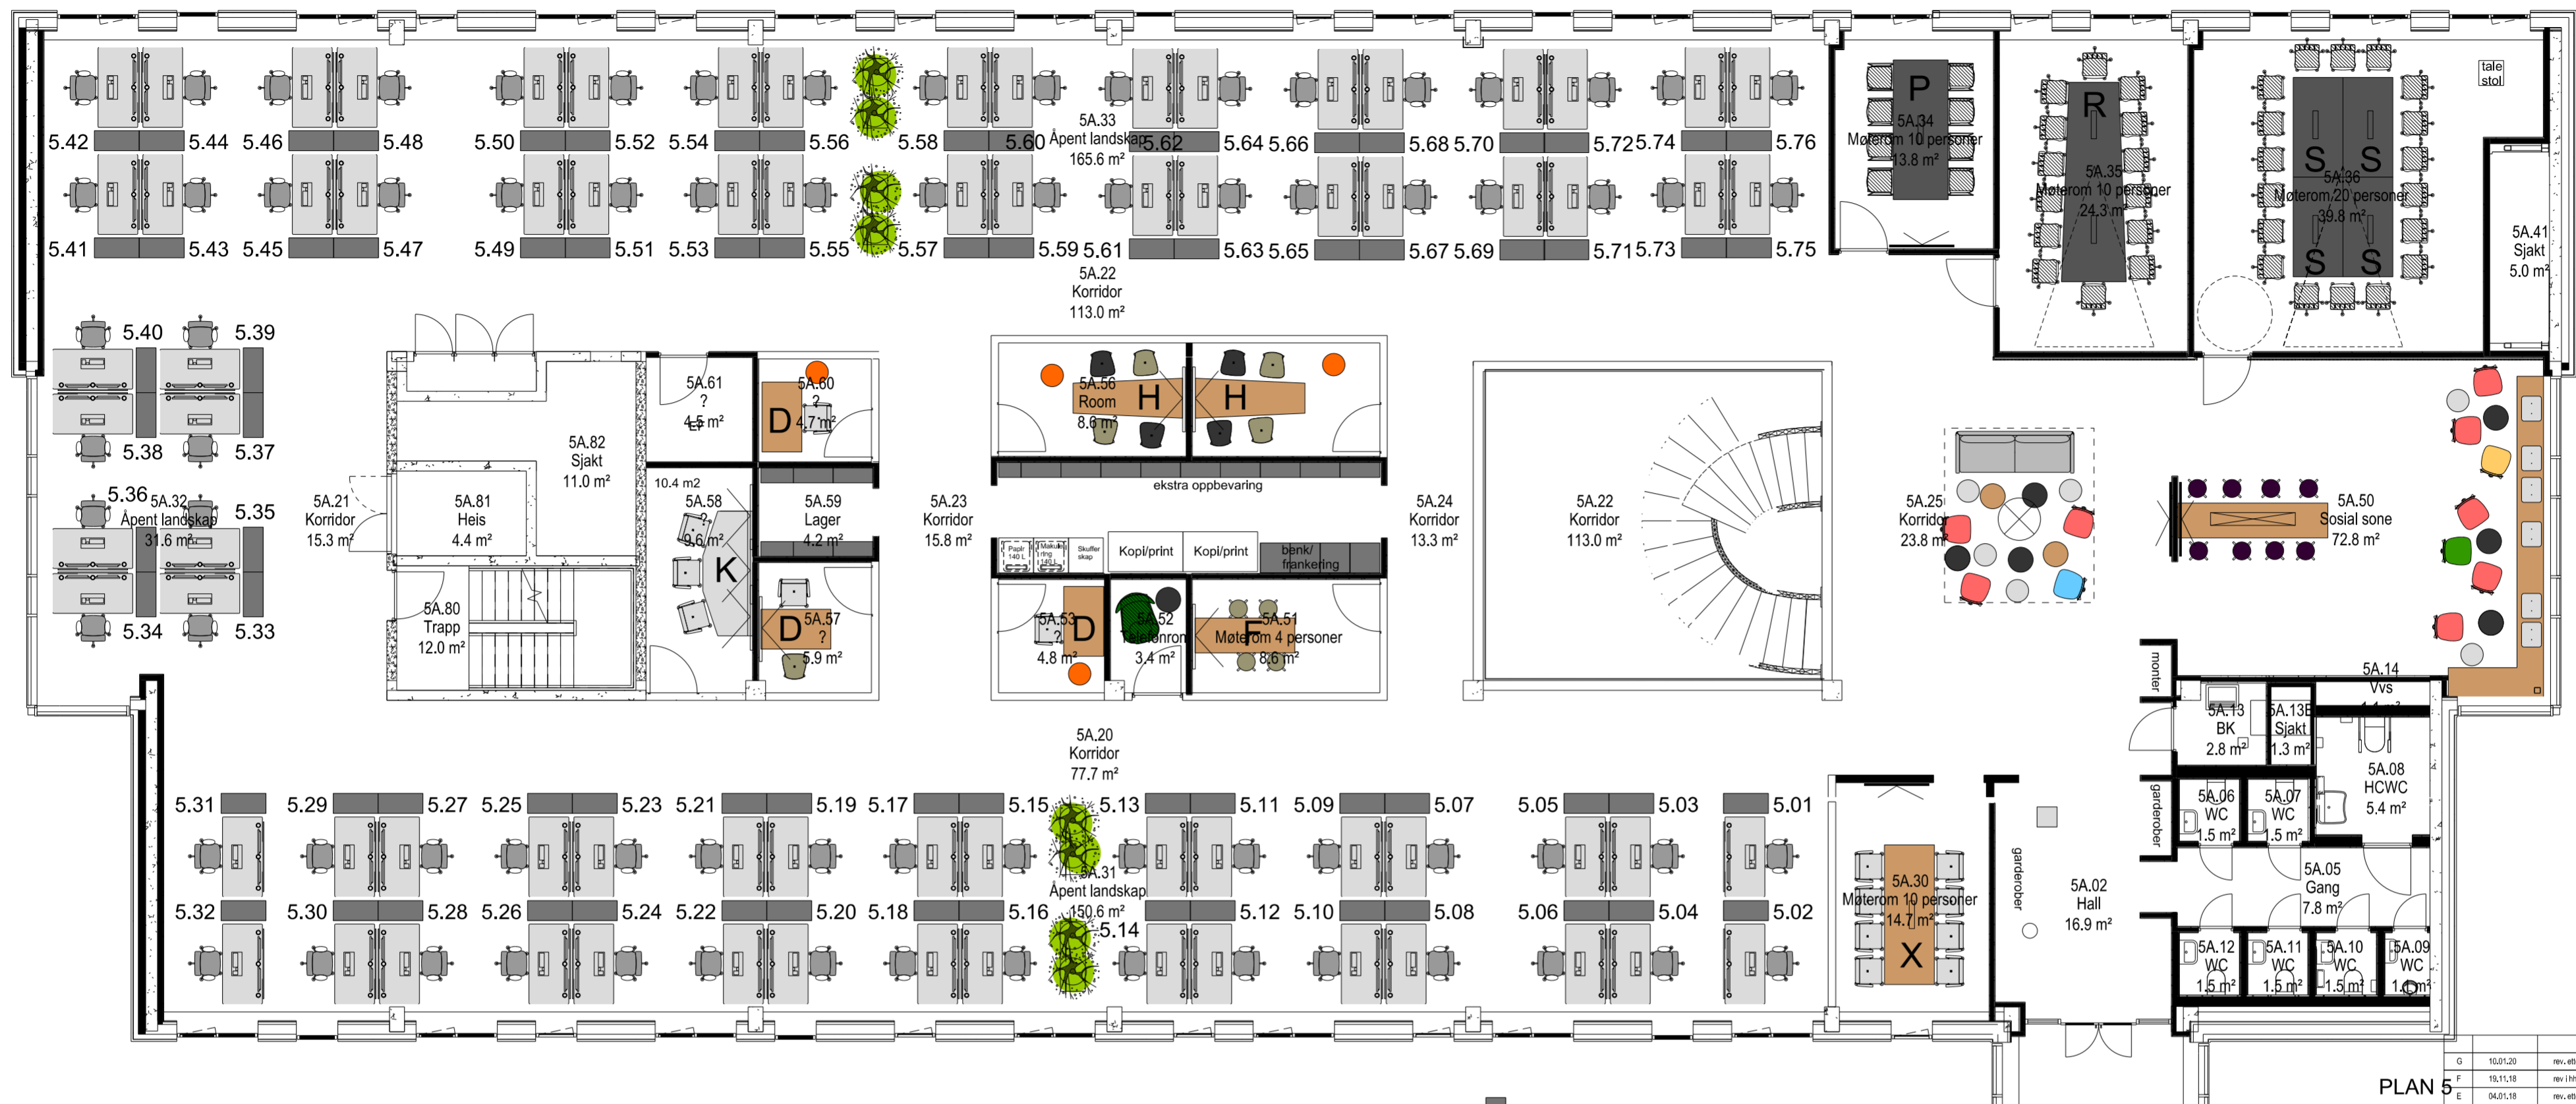 tale
stol
P
R
5A.33
Åpent landskap
165.6 m²
5A.34
Møterom 10 personer
13.8 m²
5.42
5.44
5.46
5.48
5.50
5.52
5.54
5.56
5.58
5.60
5.62
5.64
5.66
5.68
5.70
5.72
5.74
5.76
S
S
5A.35
Møterom 10 personer
24.3 m²
5A.36
Møterom 20 personer
39.8 m²
S
S
5.41
5.43
5.45
5.47
5.49
5.51
5.53
5.55
5.57
5.59
5.61
5.63
5.65
5.67
5.69
5.71
5.73
5.75
5A.41
Sjakt
5.0 m²
5A.22
Korridor
113.0 m²
5.40
5.39
5.38
5.37
5A.61
?
4.5 m²
5A.60
?
4.7 m²
D
5A.56
Room
8.6 m²
H
H
5A.82
Sjakt
11.0 m²
10.4 m2
ekstra oppbevaring
5.36
5.35
5A.32
Åpent landskap
31.6 m²
5A.21
Korridor
15.3 m²
5A.81
Heis
4.4 m²
5A.58
?
9.6 m²
K
5A.59
Lager
4.2 m²
5A.23
Korridor
15.8 m²
5A.24
Korridor
13.3 m²
5A.22
Korridor
113.0 m²
5A.25
Korridor
23.8 m²
5A.50
Sosial sone
72.8 m²
Papir
140 L
Makule
ring
140 L
Skuffer
skap
Kopi/print
Kopi/print
benk/
frankering
5.34
5.33
5A.80
Trapp
12.0 m²
D
5A.57
?
5.9 m²
5A.53
?
4.8 m²
D
5A.52
Telefonrom
3.4 m²
F
5A.51
Møterom 4 personer
8.6 m²
monter
5A.14
Vvs
5A.13
BK
2.8 m²
5A.13B
Sjakt
1.3 m²
5A.20
Korridor
77.7 m²
5A.08
HCWC
5.4 m²
5.31
5.29
5.27
5.25
5.23
5.21
5.19
5.17
5.15
5.13
5.11
5.09
5.07
5.05
5.03
5.01
garderober
5A.06
WC
1.5 m²
5A.07
WC
1.5 m²
garderober
5A.31
Åpent landskap
150.6 m²
5A.30
Møterom 10 personer
14.7 m²
X
5A.02
Hall
16.9 m²
5A.05
Gang
7.8 m²
5.32
5.30
5.28
5.26
5.24
5.22
5.20
5.18
5.16
5.14
5.12
5.10
5.08
5.06
5.04
5.02
5A.12
WC
1.5 m²
5A.11
WC
1.5 m²
5A.10
WC
1.5 m²
5A.09
WC
PLAN 5
G 10.01.20
F 19.11.18
E 04.01.18